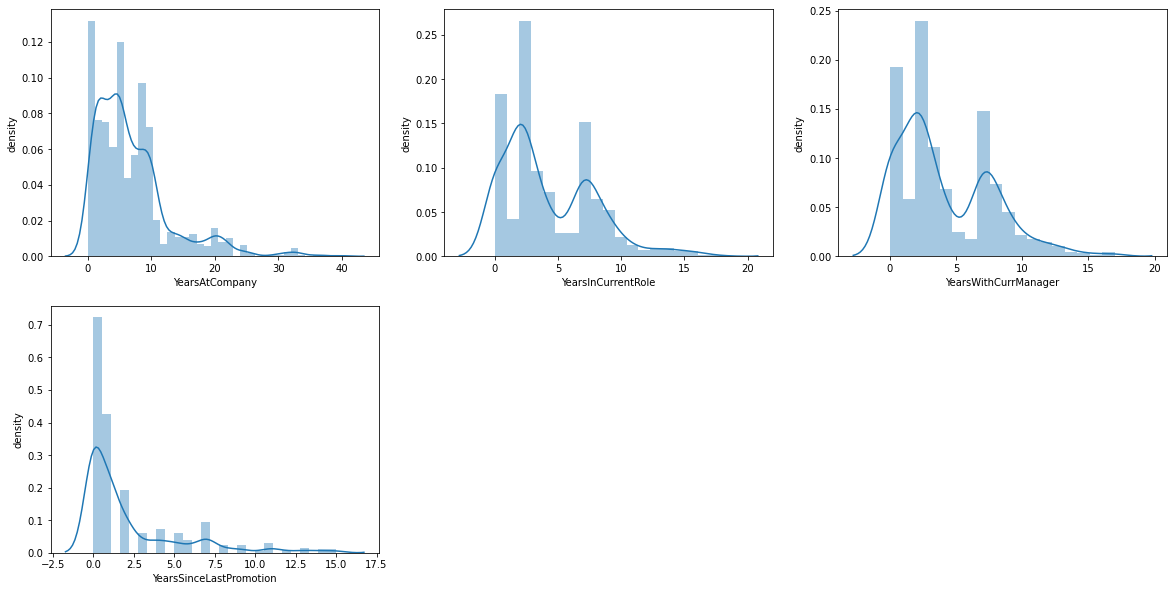 density
0.12
0.10
0.08
0.06
0.04
0.02
0.00
0 10 20 30 40
YearsAtCompany
density
0.25
0.20
0.15
0.10
0.05
0.00
0 5 10 15 20
YearsInCurrentRole
density
0.25
0.20
0.15
0.10
0.05
0.00
0 5 10 15 20
YearsWithCurrManager
density
0.7
0.6
0.5
0.4
0.3
0.2
0.1
0.0
−2.5 0.0 2.5 5.0 7.5 10.0 12.5 15.0 17.5
YearsSinceLastPromotion